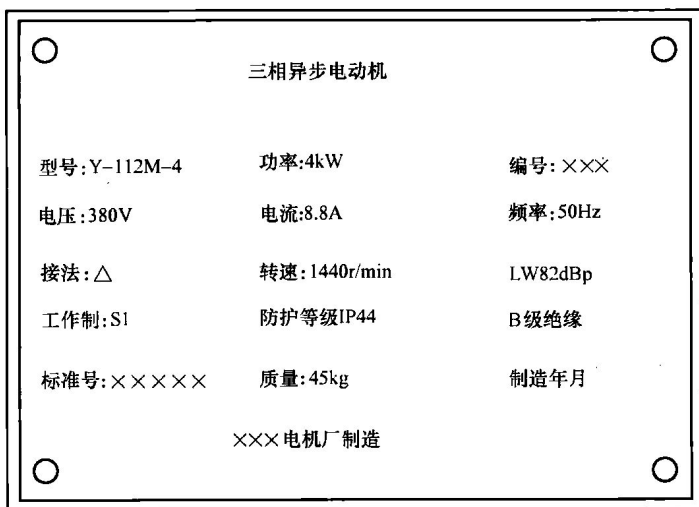 三相异步电动机
型号:Y-112M-4 功率:4kW 编号:×××
电压:380V 电流:8.8A 频率:50Hz
接法:△ 转速:1440r/min LW82dBp
工作制:S1 防护等级IP44 B级绝缘
标准号:××××× 质量:45kg 制造年月
×××电机厂制造